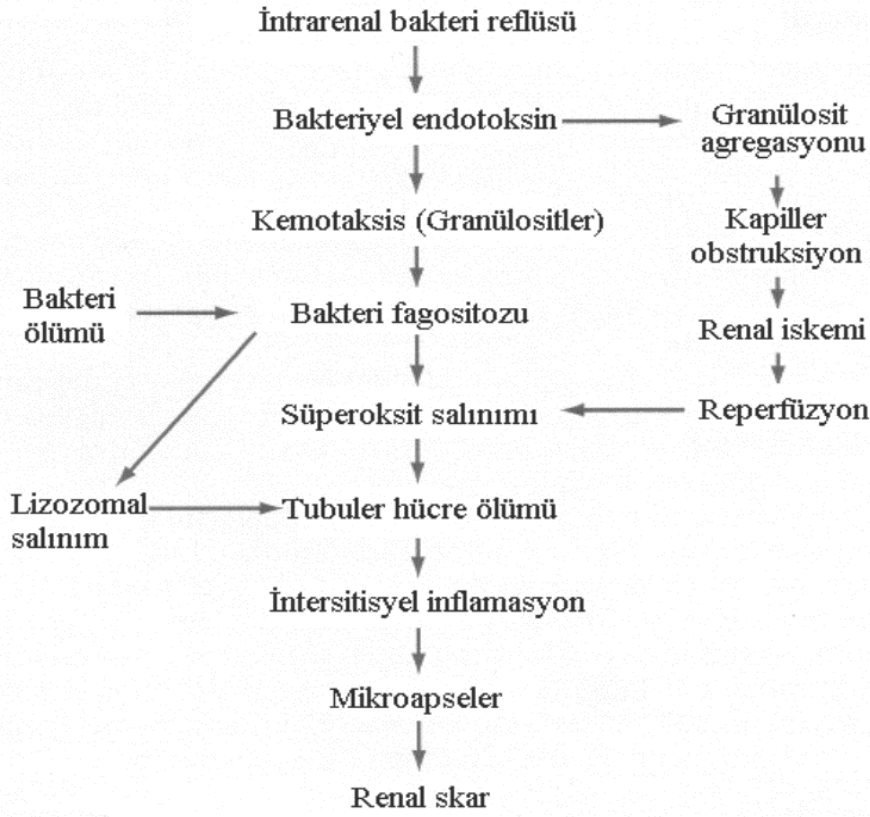 İntrarenal bakteri reflüsü
Bakteriyel endotoksin
Granülosit
agregasyonu
Kemotaksis (Granülositler)
Kapiller
obstruksiyon
Bakteri
ölümü
Bakteri fagositozu
Renal iskemi
Süperoksit salınımı
Reperfüzyon
Lizozomal
salınım
Tubuler hücre ölümü
İntersitisyel inflamasyon
Mikroapseler
Renal skar